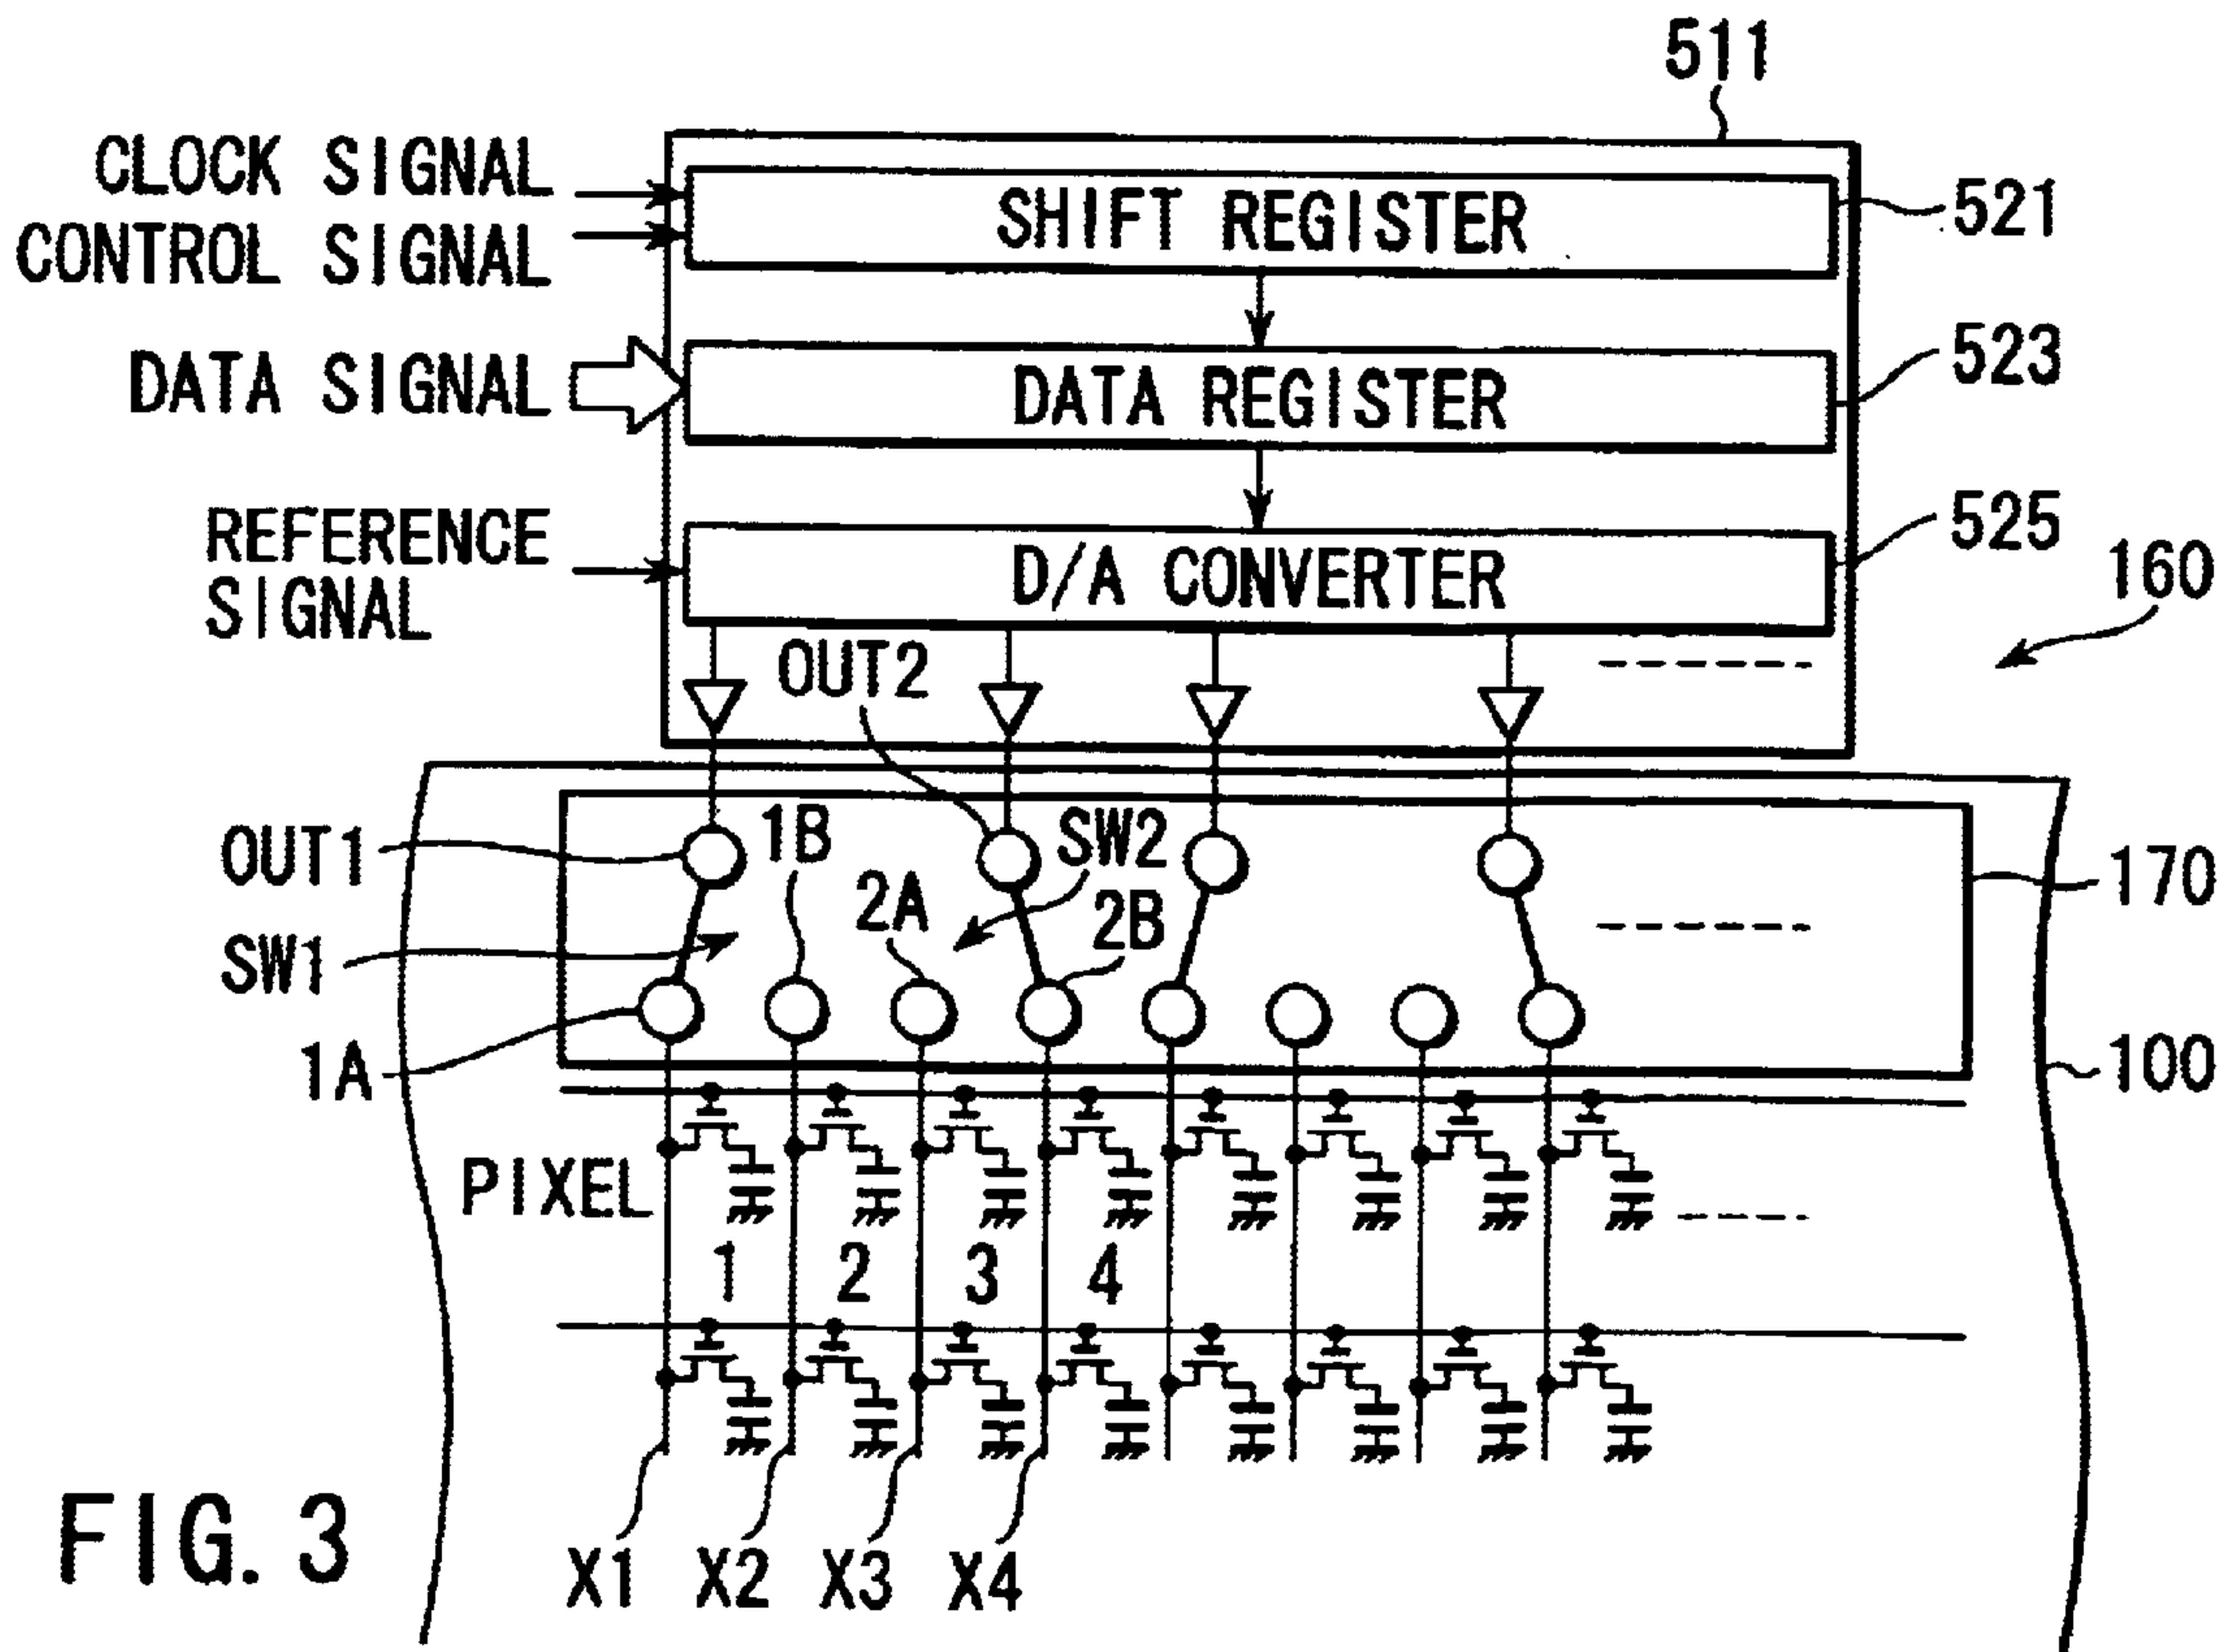 511
CLOCK SIGNAL
CONTROL SIGNAL
SHIFT REGISTER
521
DATA SIGNAL
DATA REGISTER
523
REFERENCE
SIGNAL
D/A CONVERTER
525
160
OUT2
OUT1
1B
SW2
2A
2B
170
SW1
1A
100
PIXEL
1 2 3 4
X1 X2 X3 X4
FIG. 3